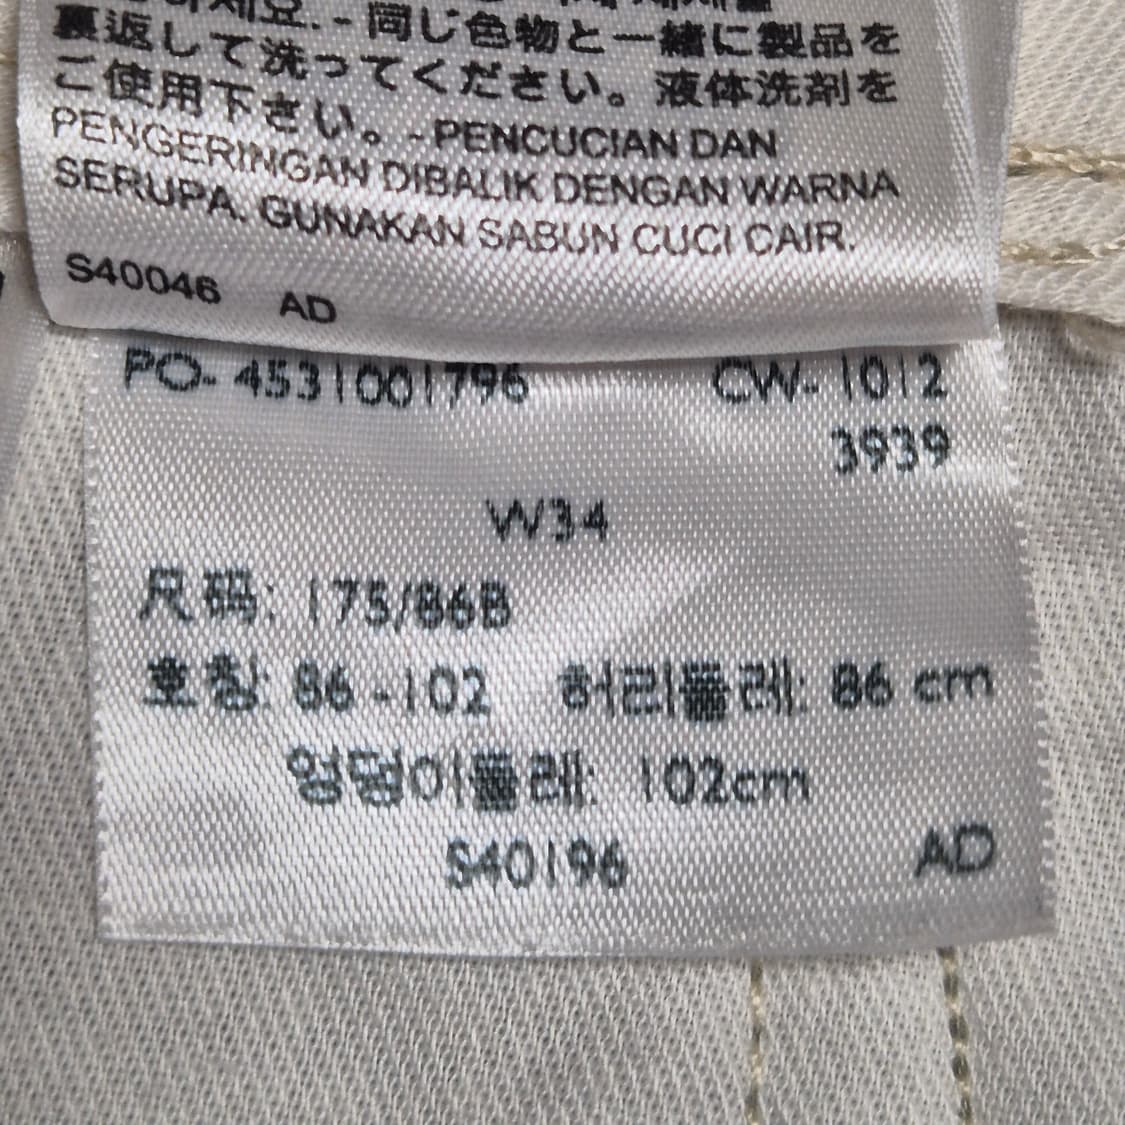 - 同じ色物と一緒に製品を
裏返して洗ってください。液体洗剤を
ご使用下さい。- PENCUCIAN DAN
PENGERINGAN DIBALIK DENGAN WARNA
SERUPA. GUNAKAN SABUN CUCI CAIR.
S40046 AD
PO- 4531001796 CW- 1012
3939
W34
尺码: 175/86B
호칭: 86 -102 허리둘레: 86 cm
엉덩이둘레: 102cm
S40196 AD